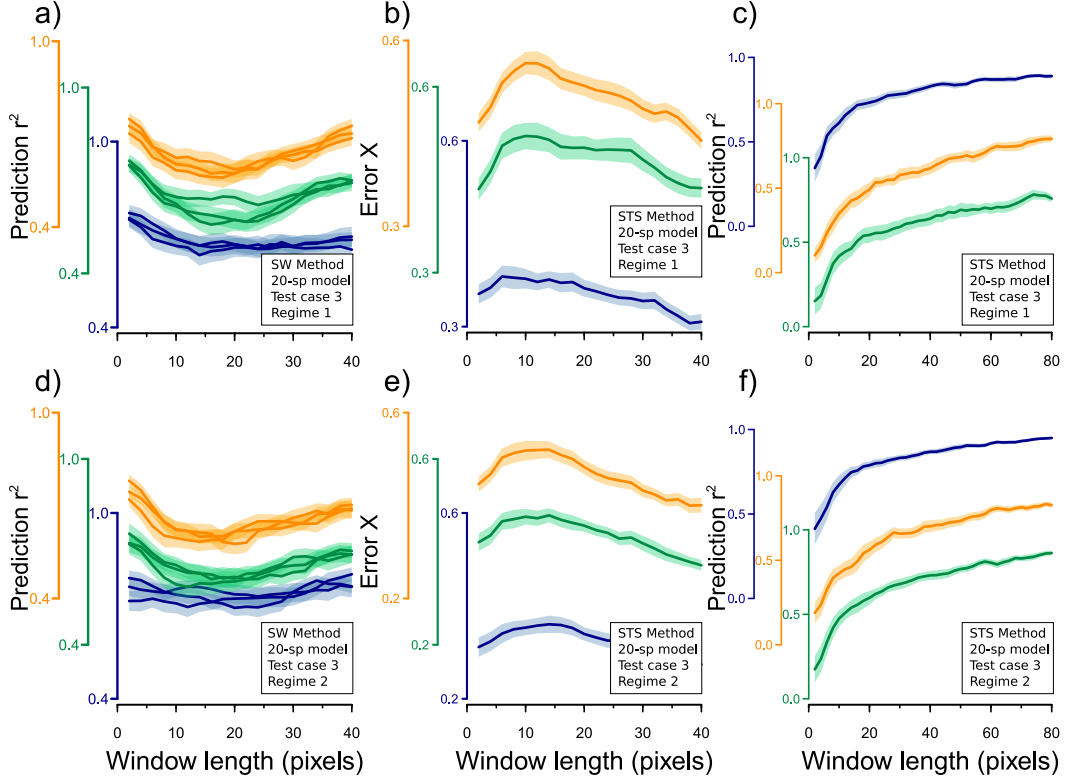 a)
b)
c)
1.0
1.0
1.0
0.4
0.4
0.4
Prediction r²
SW Method
20-sp model
Test case 3
Regime 1
0 10 20 30 40
0.6
0.6
0.6
0.3
0.3
0.3
Error X
STS Method
20-sp model
Test case 3
Regime 1
0 10 20 30 40
1.0
0.5
0.0
1.0
0.5
0.0
1.0
0.5
0.0
Prediction r²
STS Method
20-sp model
Test case 3
Regime 1
0 20 40 60 80
d)
e)
f)
1.0
1.0
1.0
0.4
0.4
0.4
Prediction r²
SW Method
20-sp model
Test case 3
Regime 2
0 10 20 30 40
Window length (pixels)
0.6
0.6
0.6
0.2
0.2
0.2
Error X
STS Method
20-sp model
Test case 3
Regime 2
0 10 20 30 40
Window length (pixels)
1.0
0.5
0.0
1.0
0.5
0.0
1.0
0.5
0.0
Prediction r²
STS Method
20-sp model
Test case 3
Regime 2
0 20 40 60 80
Window length (pixels)